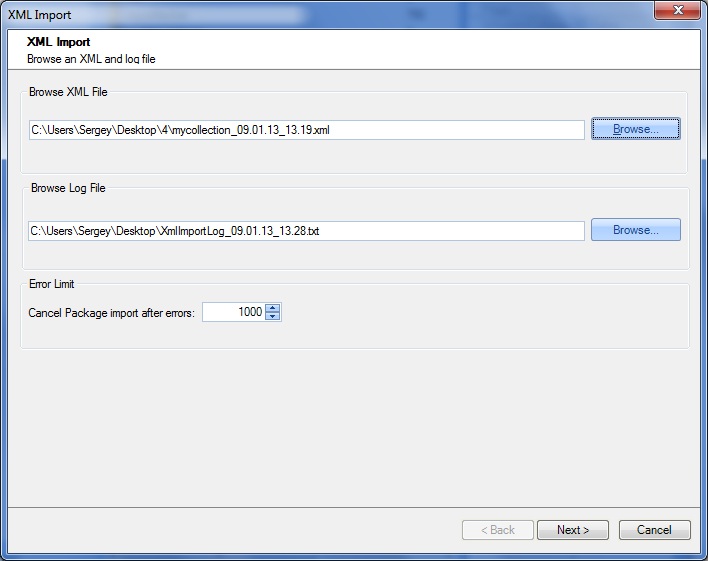 XML Import
XML Import
Browse an XML and log file
Browse XML File
C:\Users\Sergey\Desktop\4\mycollection_09.01.13_13.19.xml
Browse...
Browse Log File
C:\Users\Sergey\Desktop\XmlImportLog_09.01.13_13.28.txt
Browse...
Error Limit
Cancel Package import after errors:
1000
< Back
Next >
Cancel